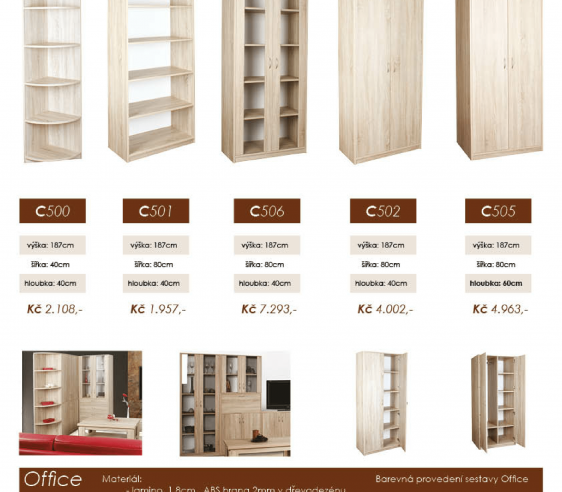 C500 C501 C506 C502 C505
výška: 187cm výška: 187cm výška: 187cm výška: 187cm výška: 187cm
šířka: 40cm šířka: 80cm šířka: 80cm šířka: 80cm šířka: 80cm
hloubka: 40cm hloubka: 40cm hloubka: 40cm hloubka: 40cm hloubka: 60cm
Kč 2.108,- Kč 1.957,- Kč 7.293,- Kč 4.002,- Kč 4.963,-
Office Materiál: Barevná provedení sestavy Office
- lamino 1,8cm, ABS hrana 2mm v dřevodezénu